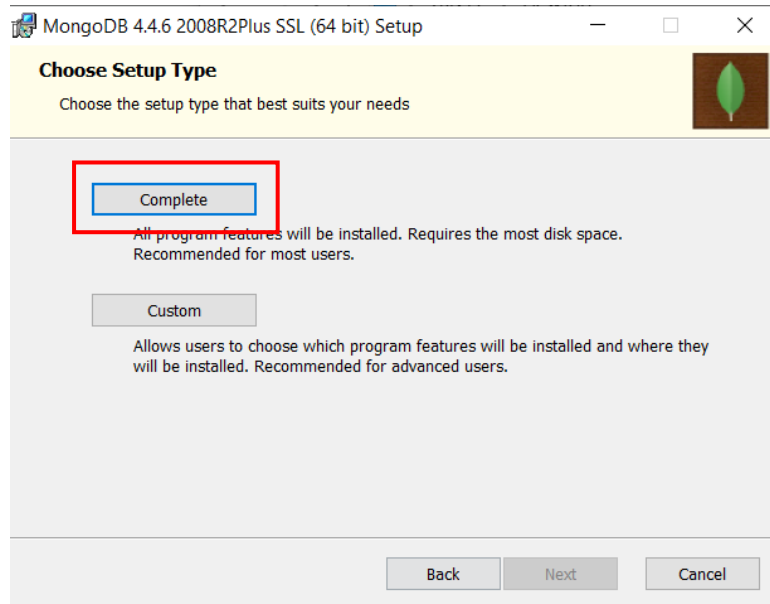 MongoDB 4.4.6 2008R2Plus SSL (64 bit) Setup
Choose Setup Type
Choose the setup type that best suits your needs
Complete
All program features will be installed. Requires the most disk space.
Recommended for most users.
Custom
Allows users to choose which program features will be installed and where they
will be installed. Recommended for advanced users.
Back Next Cancel